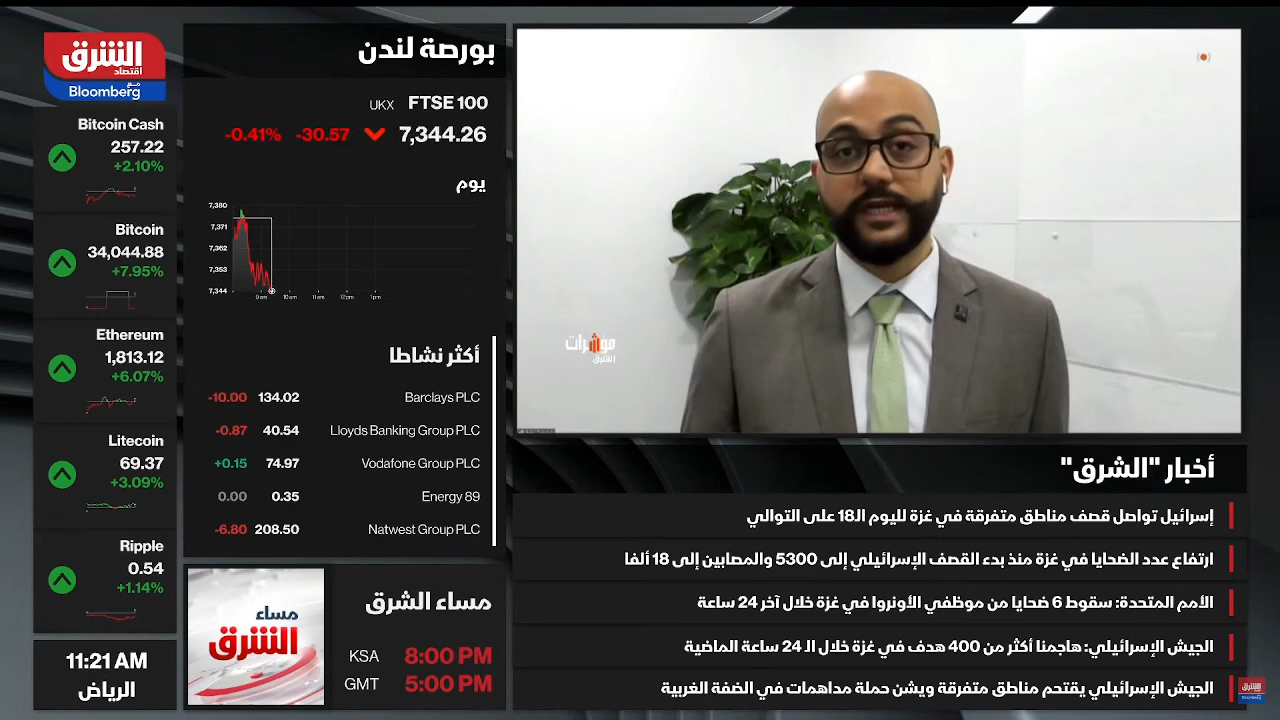 الشرق
اقتصاد
مع
Bloomberg
Bitcoin Cash
257.22
+2.10%
Bitcoin
34,044.88
+7.95%
Ethereum
1,813.12
+6.07%
Litecoin
69.37
+3.09%
Ripple
0.54
+1.14%
11:21 AM
الرياض
بورصة لندن
UKX FTSE 100
-0.41% -30.57 7,344.26
يوم
7,380
7,371
7,362
7,353
7,344
9am 10am 11am 12pm 1pm
أكثر نشاطا
-10.00 134.02 Barclays PLC
-0.87 40.54 Lloyds Banking Group PLC
+0.15 74.97 Vodafone Group PLC
0.00 0.35 Energy 89
-6.80 208.50 Natwest Group PLC
مساء
الشرق
مساء الشرق
KSA 8:00 PM
GMT 5:00 PM
مؤشرات
الشرق
أخبار "الشرق"
إسرائيل تواصل قصف مناطق متفرقة في غزة لليوم الـ18 على التوالي
ارتفاع عدد الضحايا في غزة منذ بدء القصف الإسرائيلي إلى 5300 والمصابين إلى 18 ألفا
الأمم المتحدة: سقوط 6 ضحايا من موظفي الأونروا في غزة خلال آخر 24 ساعة
الجيش الإسرائيلي: هاجمنا أكثر من 400 هدف في غزة خلال الـ 24 ساعة الماضية
الجيش الإسرائيلي يقتحم مناطق متفرقة ويشن حملة مداهمات في الضفة الغربية
الشرق
Bloomberg